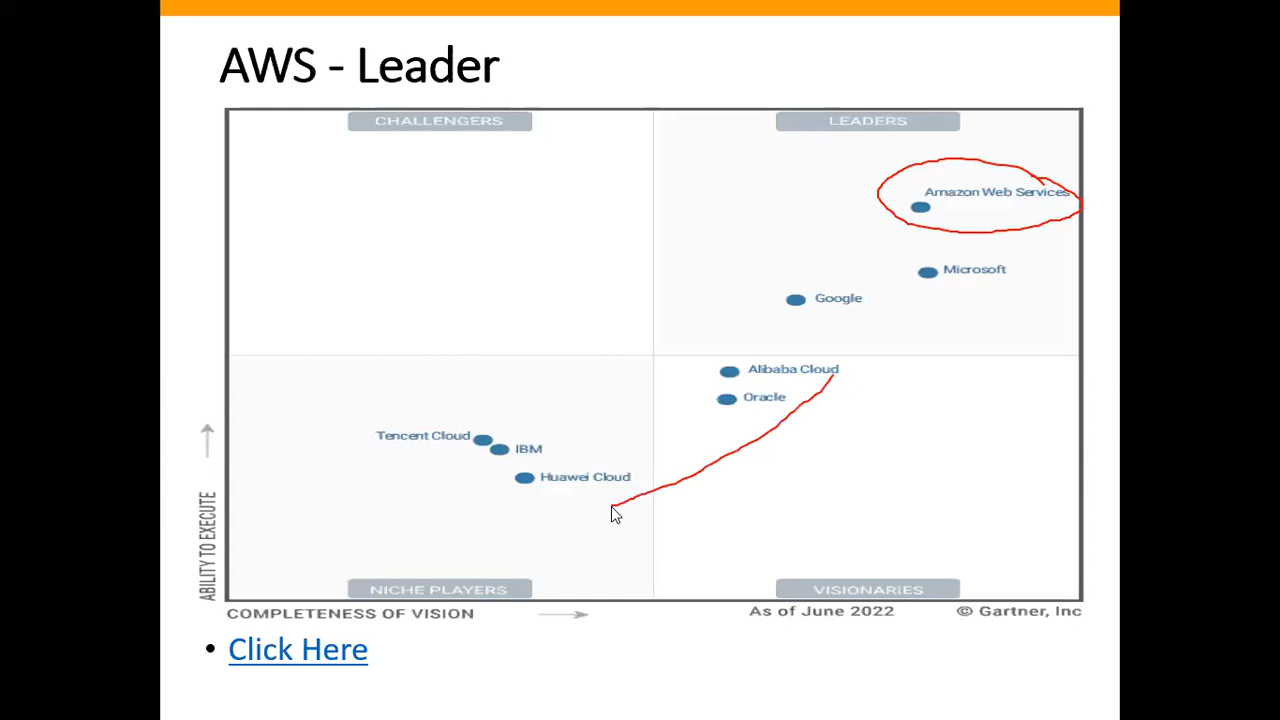 AWS - Leader
CHALLENGERS
LEADERS
Amazon Web Services
Microsoft
Google
Alibaba Cloud
Oracle
Tencent Cloud
IBM
Huawei Cloud
ABILITY TO EXECUTE
NICHE PLAYERS
VISIONARIES
COMPLETENESS OF VISION
As of June 2022
© Gartner, Inc
• Click Here